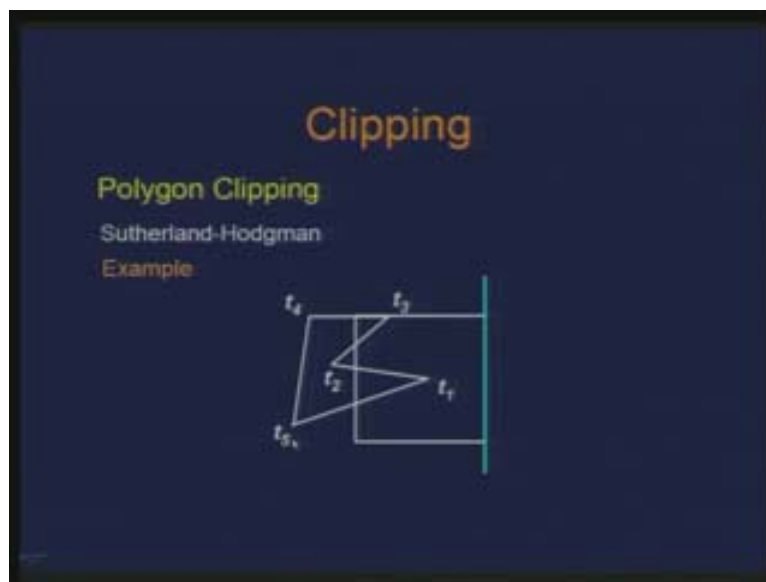 Clipping
Polygon Clipping
Sutherland-Hodgman
Example
t4
t3
t2
t1
t5